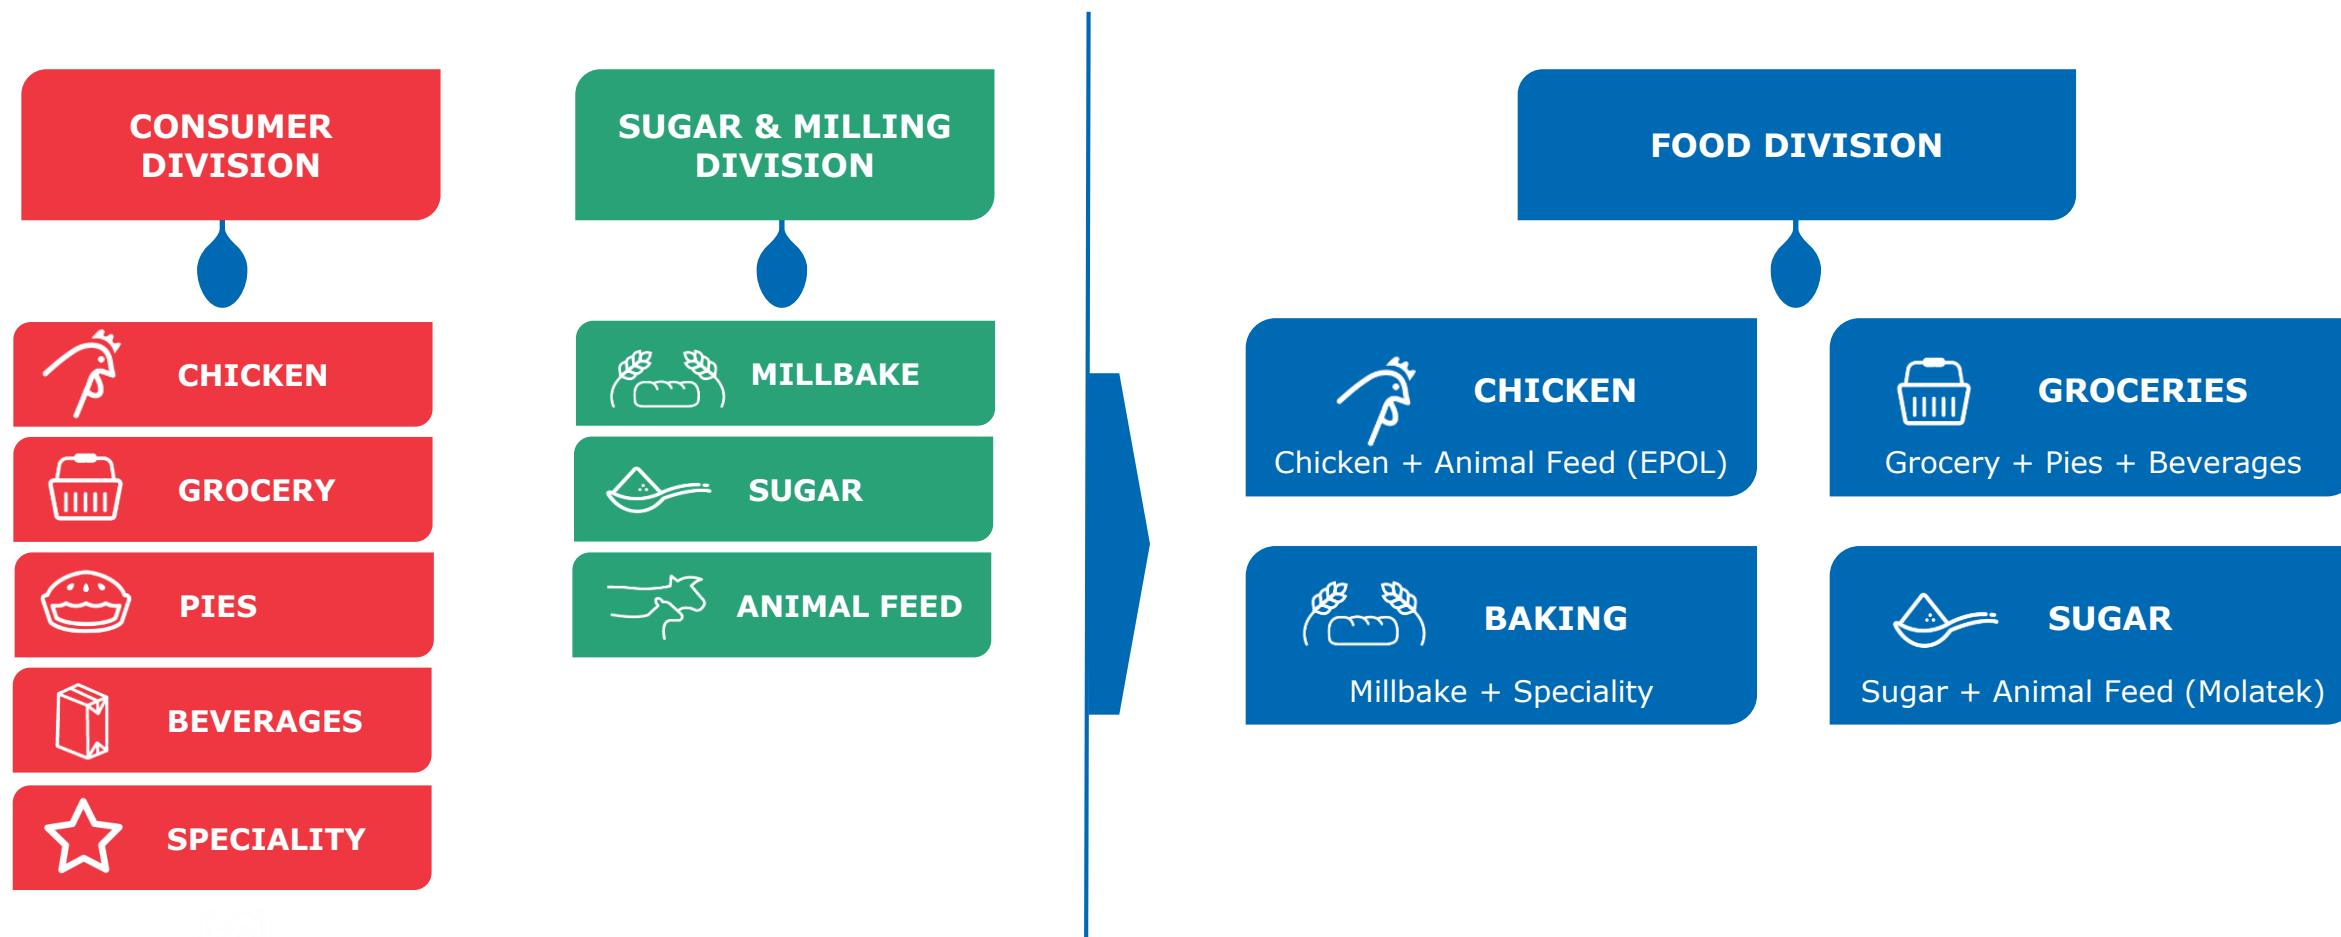 CONSUMER
DIVISION
CHICKEN
GROCERY
PIES
BEVERAGES
SPECIALITY
SUGAR & MILLING
DIVISION
MILLBAKE
SUGAR
ANIMAL FEED
FOOD DIVISION
CHICKEN
Chicken + Animal Feed (EPOL)
GROCERIES
Grocery + Pies + Beverages
BAKING
Millbake + Speciality
SUGAR
Sugar + Animal Feed (Molatek)